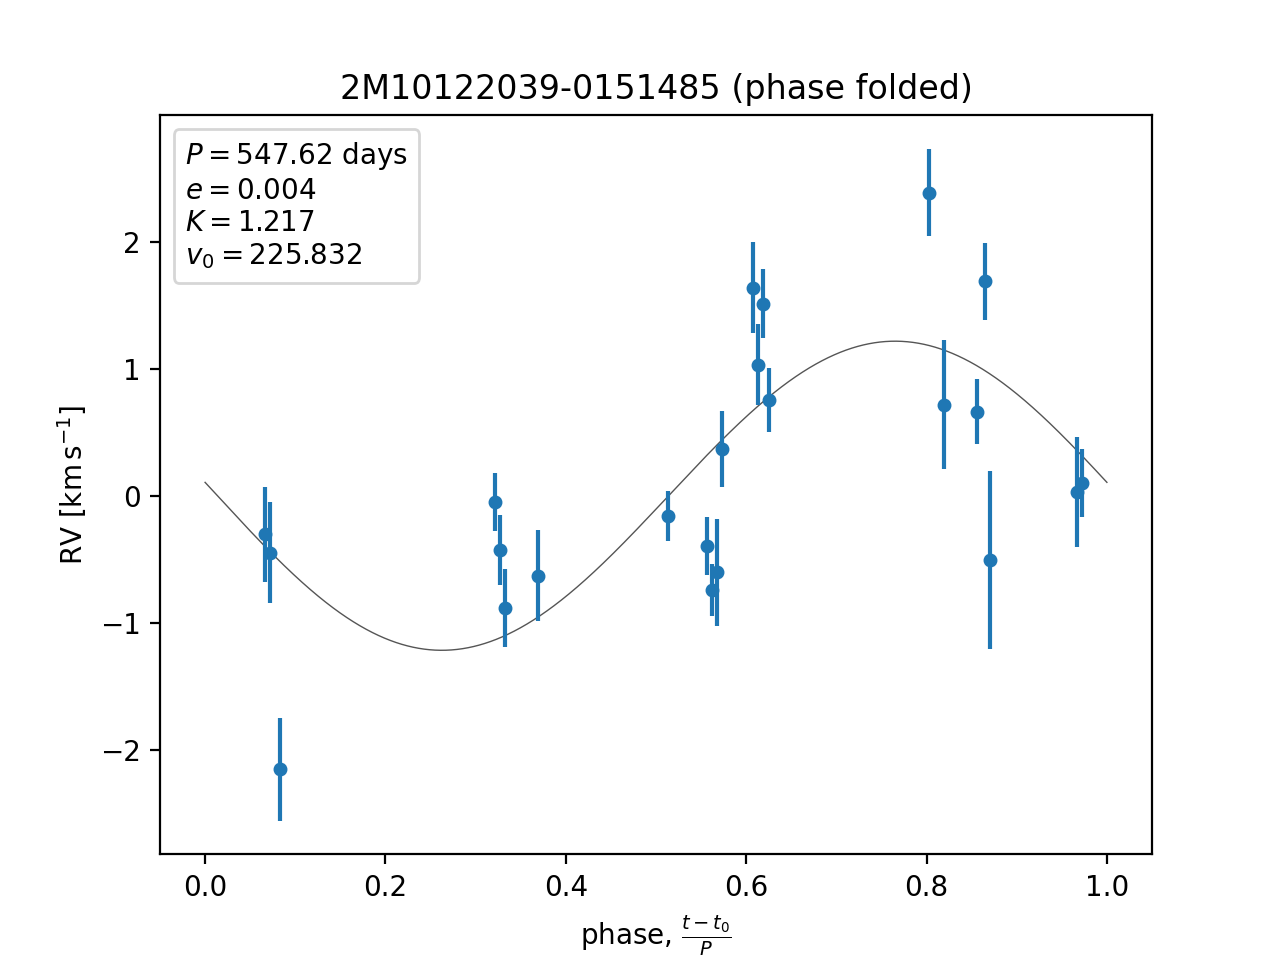 2M10122039-0151485 (phase folded)
P = 547.62 days
e = 0.004
K = 1.217
v₀ = 225.832
RV [km s⁻¹]
2
1
0
−1
−2
0.0 0.2 0.4 0.6 0.8 1.0
phase, (t − t₀)/P